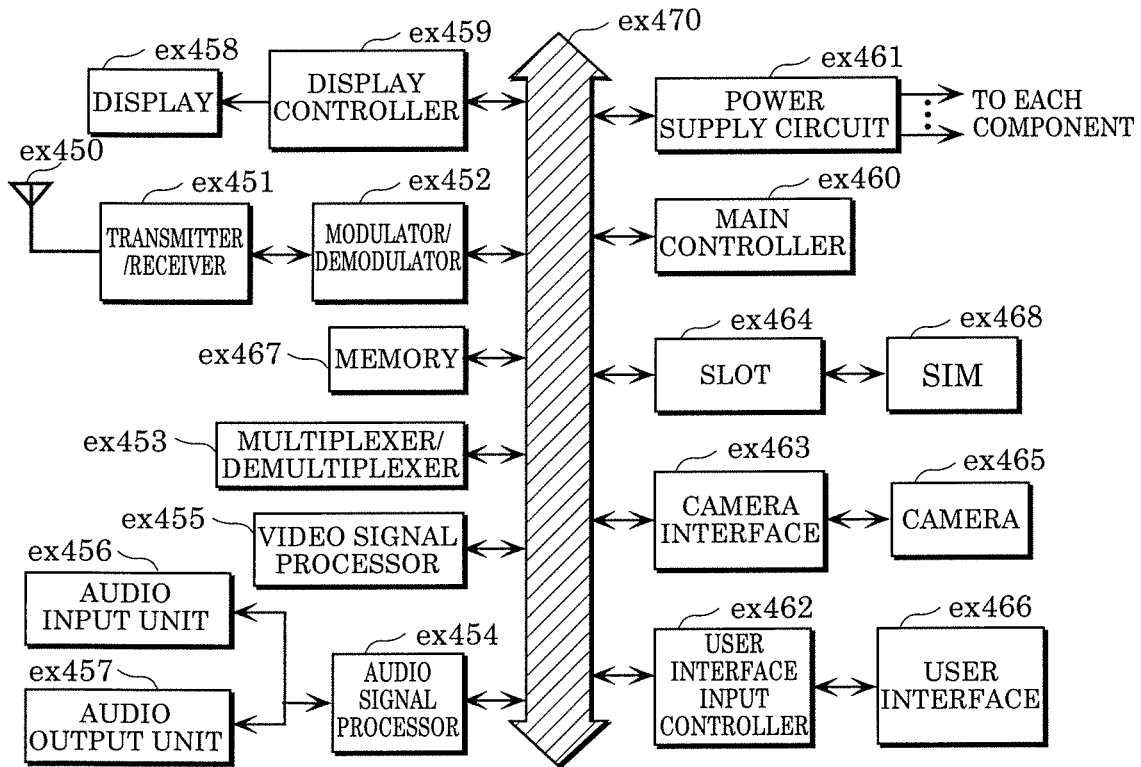 ex470
ex459
ex458
DISPLAY
DISPLAY
CONTROLLER
ex461
POWER
SUPPLY CIRCUIT
TO EACH
COMPONENT
ex450
ex451
TRANSMITTER
/RECEIVER
ex452
MODULATOR/
DEMODULATOR
ex460
MAIN
CONTROLLER
ex467
MEMORY
ex464
SLOT
ex468
SIM
ex453
MULTIPLEXER/
DEMULTIPLEXER
ex463
CAMERA
INTERFACE
ex465
CAMERA
ex455
VIDEO SIGNAL
PROCESSOR
ex456
AUDIO
INPUT UNIT
ex457
AUDIO
OUTPUT UNIT
ex454
AUDIO
SIGNAL
PROCESSOR
ex462
USER
INTERFACE
INPUT
CONTROLLER
ex466
USER
INTERFACE